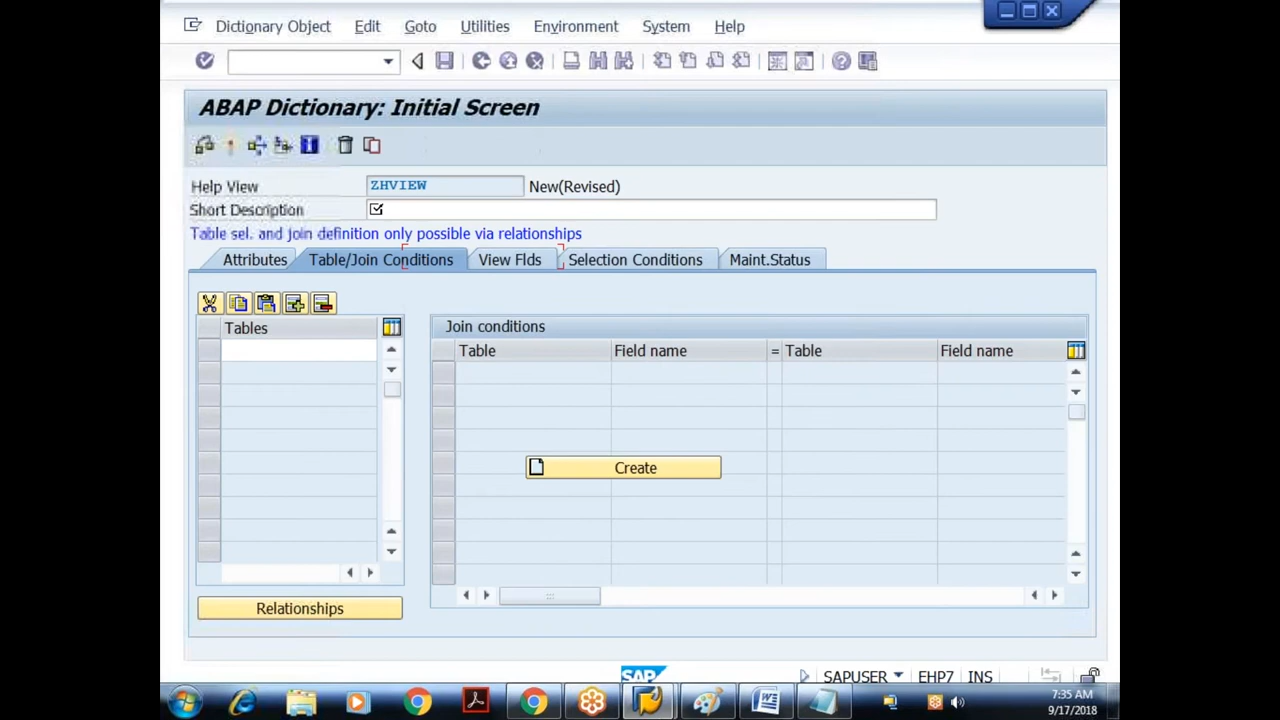 Dictionary Object Edit Goto Utilities Environment System Help
ABAP Dictionary: Initial Screen
Help View ZHVIEW New(Revised)
Short Description
Table sel. and join definition only possible via relationships
Attributes Table/Join Conditions View Flds Selection Conditions Maint.Status
Tables
Join conditions
Table Field name = Table Field name
Create
Relationships
SAP SAPUSER EHP7 INS
7:35 AM
9/17/2018